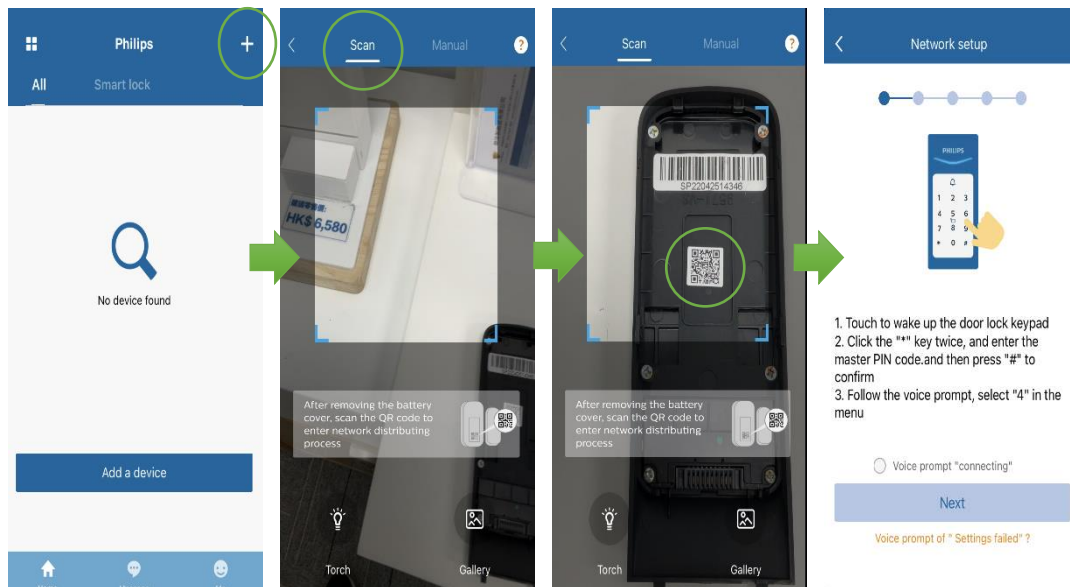 Philips
+
All
Smart lock
No device found
Add a device
Scan
Manual
?
HK$ 6,580
After removing the battery
cover, scan the QR code to
enter network distributing
process
Torch
Gallery
Scan
Manual
?
SP22042514346
After removing the battery
cover, scan the QR code to
enter network distributing
process
Torch
Gallery
Network setup
PHILIPS
1 2 3
4 5 6
7 8 9
* 0 #
1. Touch to wake up the door lock keypad
2. Click the "*" key twice, and enter the
master PIN code.and then press "#" to
confirm
3. Follow the voice prompt, select "4" in the
menu
Voice prompt "connecting"
Next
Voice prompt of " Settings failed" ?